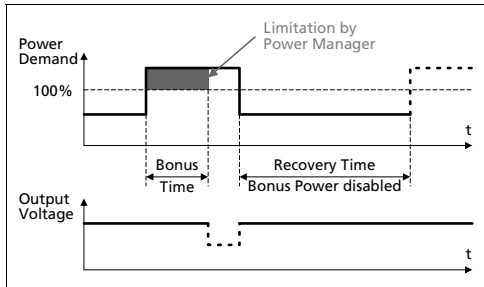 Limitation by
Power Manager
Power
Demand
100%
t
Bonus
Time
Recovery Time
Bonus Power disabled
Output
Voltage
t